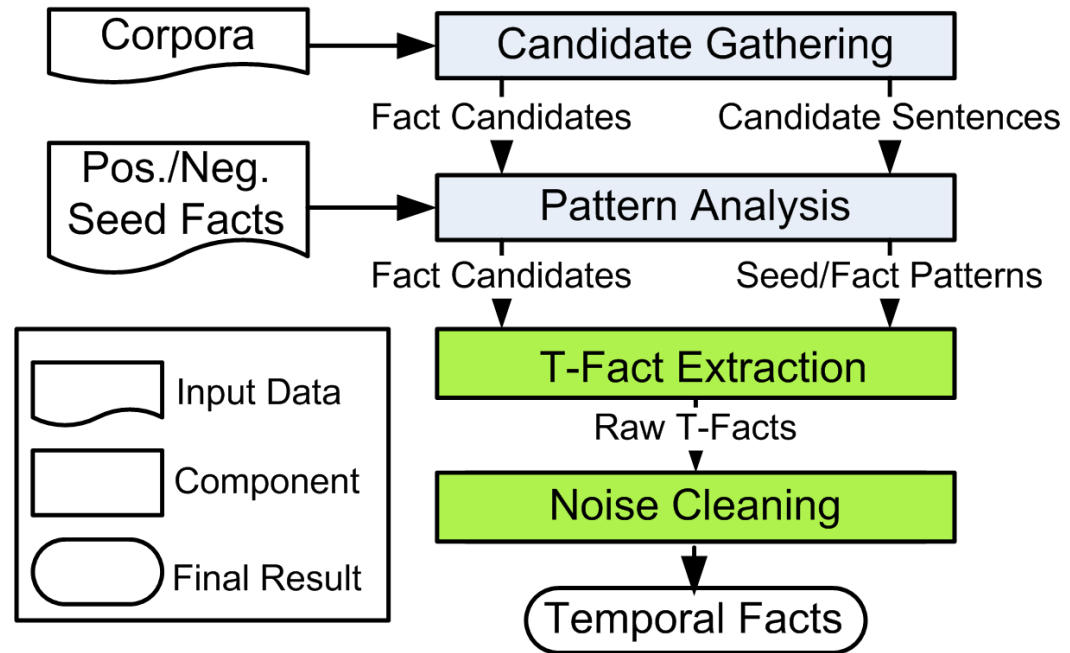 Corpora
Candidate Gathering
Fact Candidates
Candidate Sentences
Pos./Neg.
Seed Facts
Pattern Analysis
Fact Candidates
Seed/Fact Patterns
T-Fact Extraction
Raw T-Facts
Noise Cleaning
Temporal Facts
Input Data
Component
Final Result